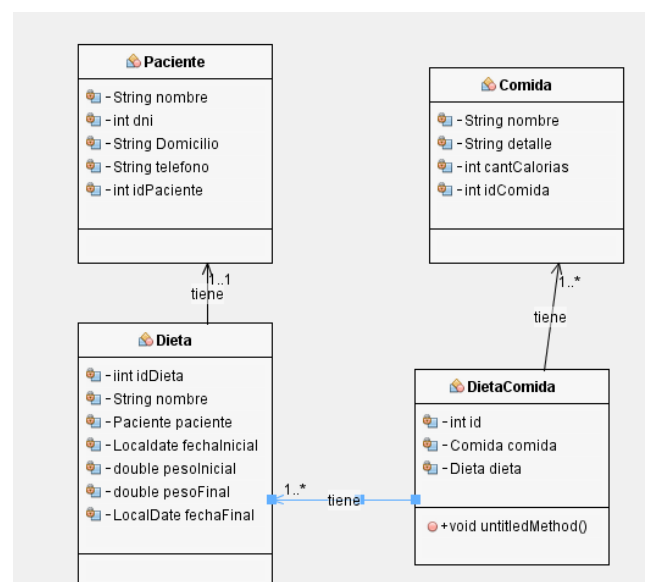 Paciente
- String nombre
- int dni
- String Domicilio
- String telefono
- int idPaciente
1..1
tiene
Comida
- String nombre
- String detalle
- int cantCalorias
- int idComida
1..*
tiene
Dieta
- iint idDieta
- String nombre
- Paciente paciente
- Localdate fechaInicial
- double pesoInicial
- double pesoFinal
- LocalDate fechaFinal
1..*
tiene
DietaComida
- int id
- Comida comida
- Dieta dieta
+void untitledMethod()